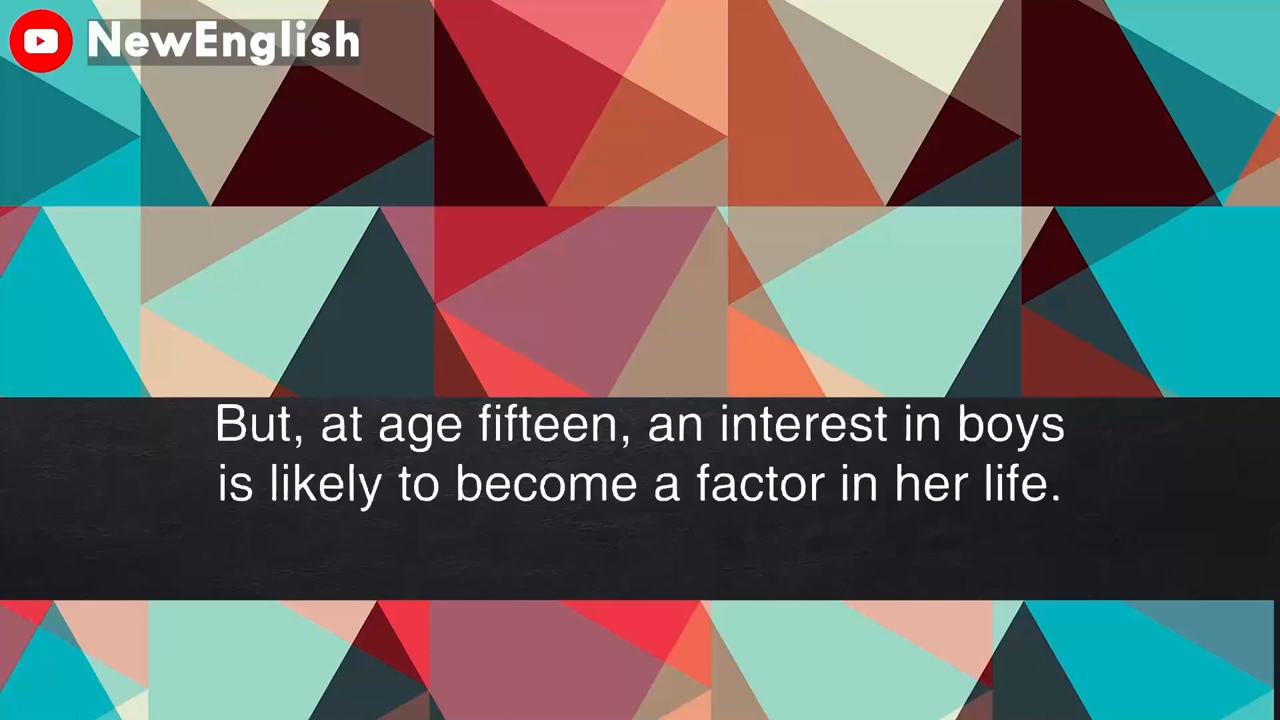 NewEnglish
But, at age fifteen, an interest in boys
is likely to become a factor in her life.